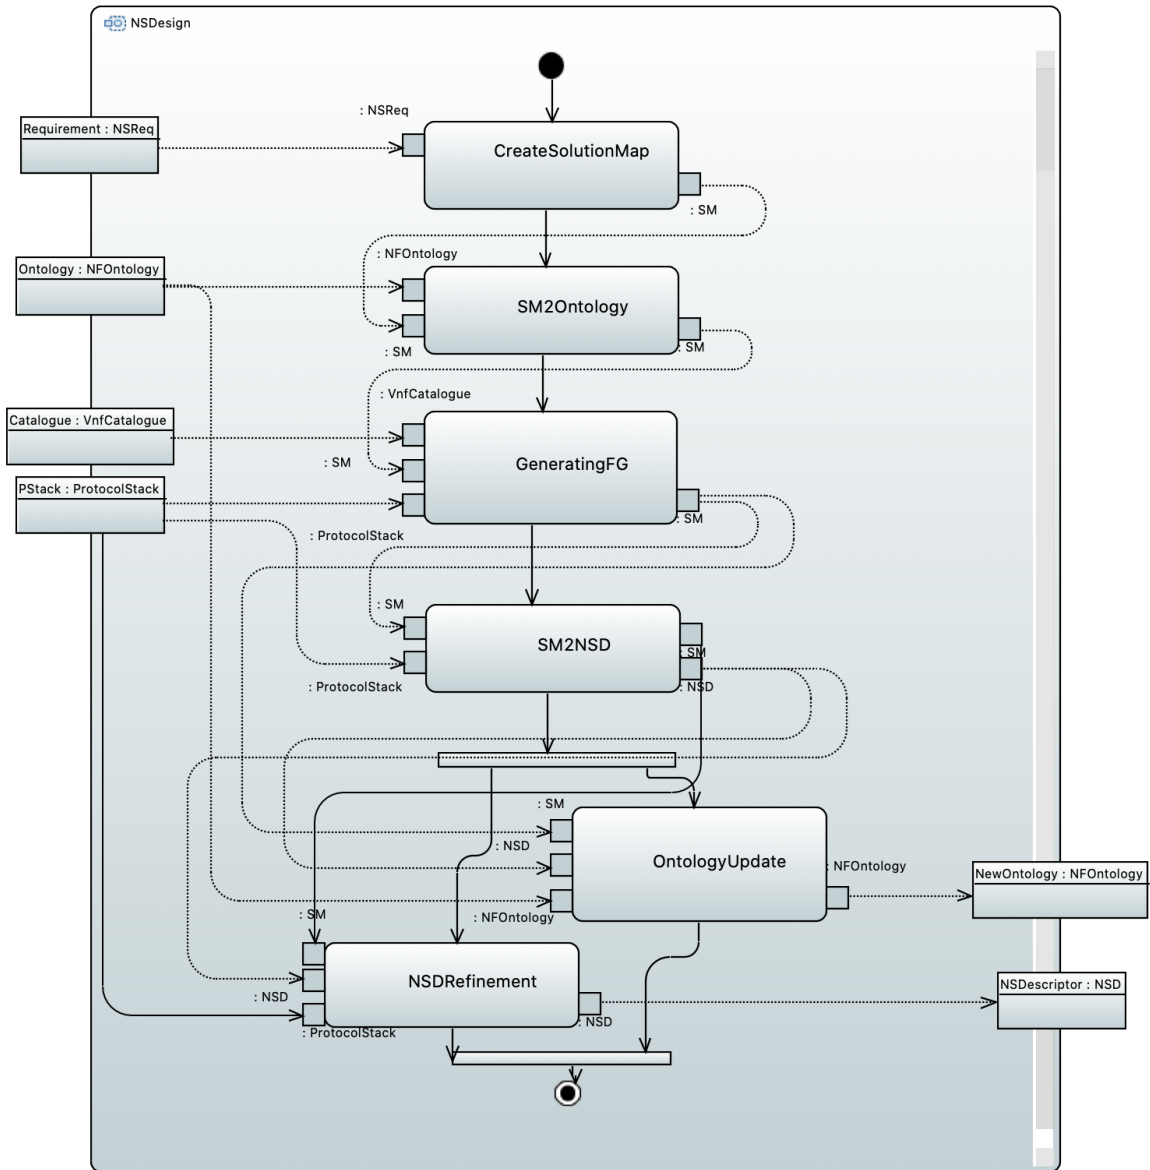 NSDesign
: NSReq
Requirement : NSReq
CreateSolutionMap
: SM
: NFOntology
Ontology : NFOntology
SM2Ontology
: SM
: SM
: VnfCatalogue
Catalogue : VnfCatalogue
: SM
GeneratingFG
PStack : ProtocolStack
: SM
: ProtocolStack
: SM
SM2NSD
: SM
: ProtocolStack
: NSD
: SM
: NSD
OntologyUpdate
: NFOntology
NewOntology : NFOntology
: SM
: NFOntology
NSDRefinement
NSDescriptor : NSD
: NSD
: NSD
: ProtocolStack